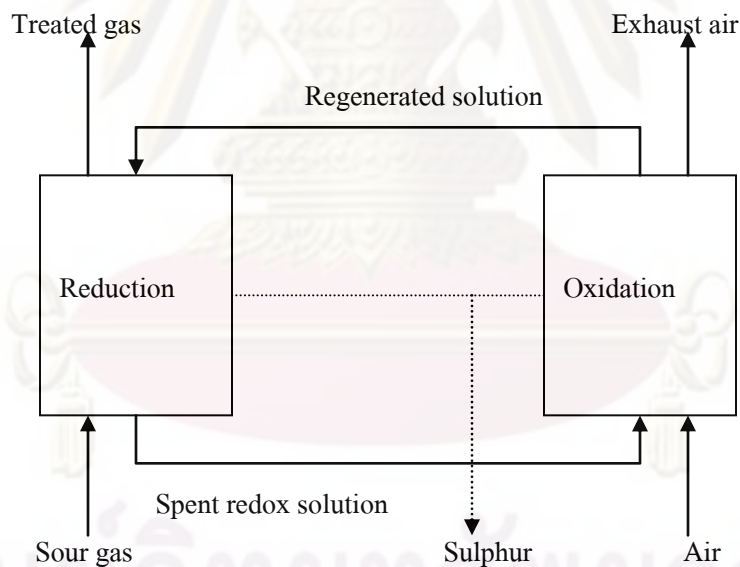 Treated gas
Exhaust air
Regenerated solution
Reduction
Oxidation
Spent redox solution
Sour gas
Sulphur
Air